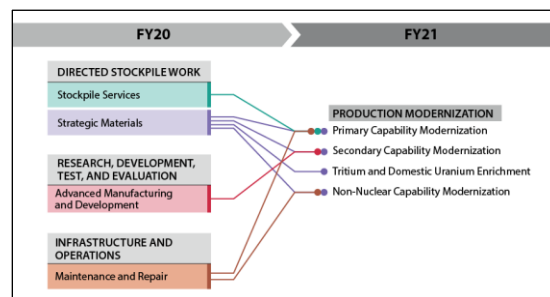 FY20
FY21
DIRECTED STOCKPILE WORK
Stockpile Services
Strategic Materials
RESEARCH, DEVELOPMENT,
TEST, AND EVALUATION
Advanced Manufacturing
and Development
INFRASTRUCTURE AND
OPERATIONS
Maintenance and Repair
PRODUCTION MODERNIZATION
Primary Capability Modernization
Secondary Capability Modernization
Tritium and Domestic Uranium Enrichment
Non-Nuclear Capability Modernization